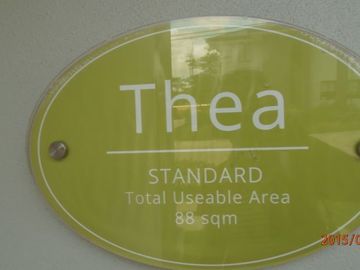 Thea
STANDARD
Total Useable Area
88 sqm
2015/0